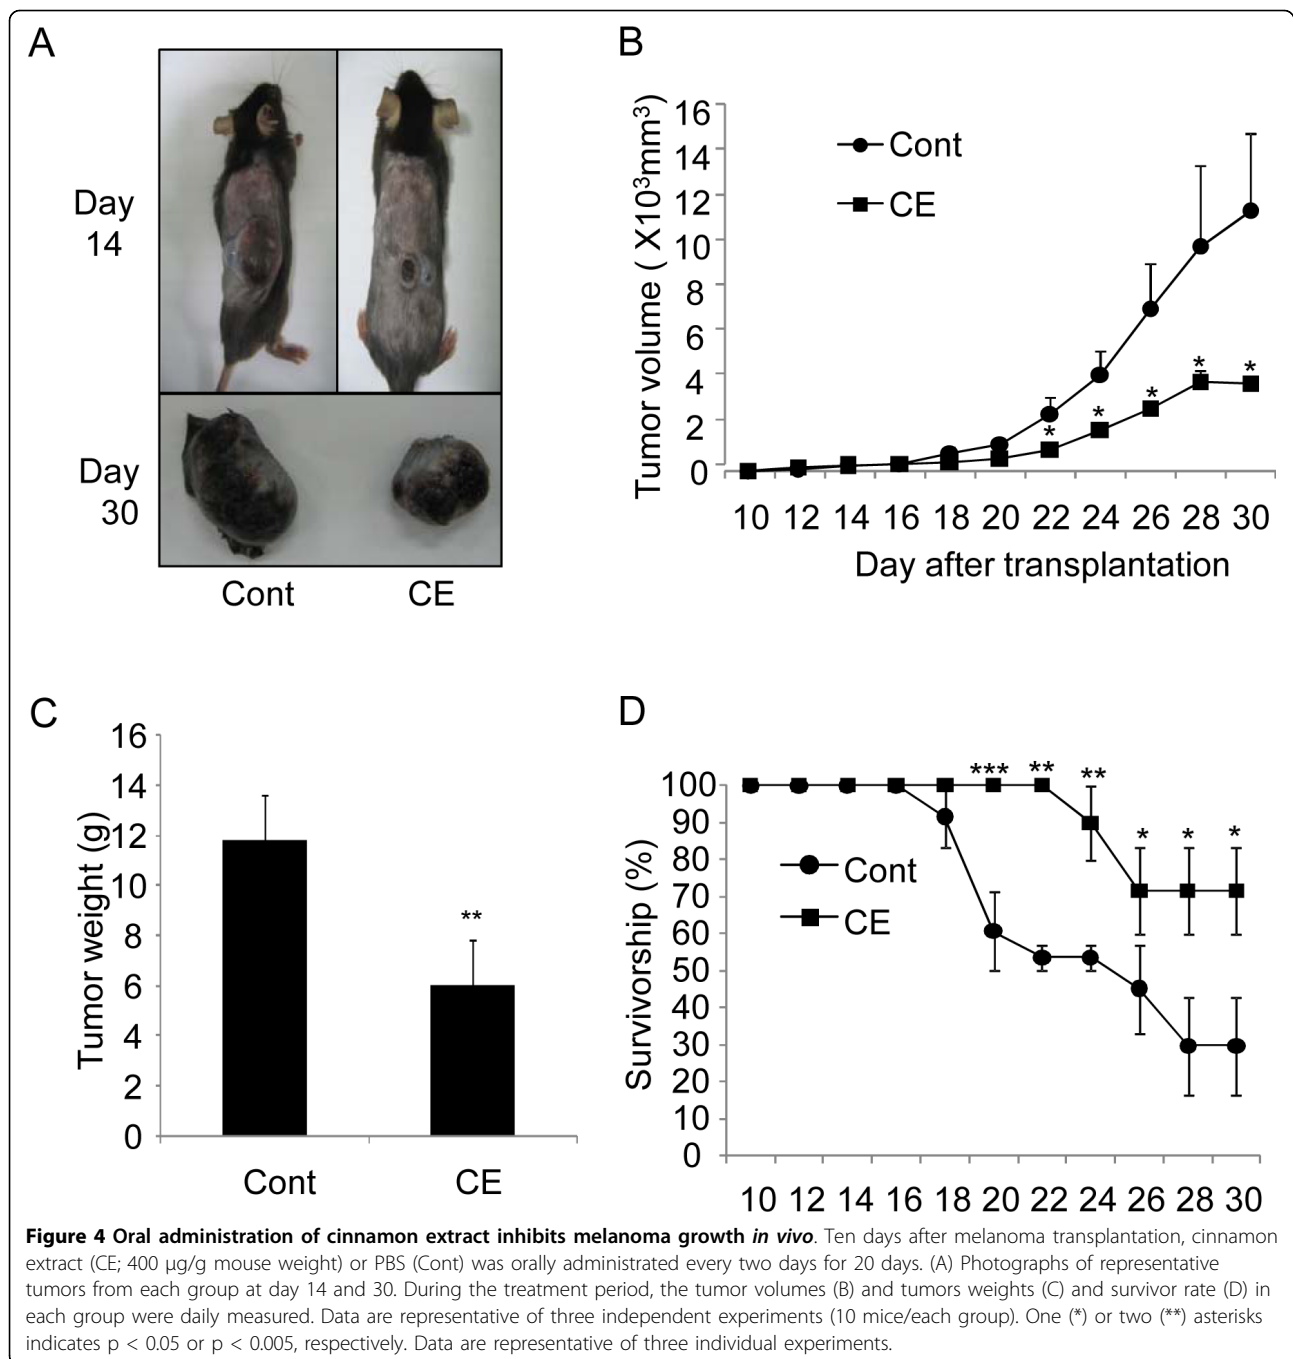 A
Day
14
Day
30
Cont
CE
B
Tumor volume ( X10³mm³)
16
14
12
10
8
6
4
2
0
Cont
CE
*
*
*
*
*
10 12 14 16 18 20 22 24 26 28 30
Day after transplantation
C
Tumor weight (g)
16
14
12
10
8
6
4
2
0
**
Cont
CE
D
Survivorship (%)
100
90
80
70
60
50
40
30
20
10
0
***
**
**
*
*
*
Cont
CE
10 12 14 16 18 20 22 24 26 28 30
Figure 4 Oral administration of cinnamon extract inhibits melanoma growth in vivo. Ten days after melanoma transplantation, cinnamon
extract (CE; 400 μg/g mouse weight) or PBS (Cont) was orally administrated every two days for 20 days. (A) Photographs of representative
tumors from each group at day 14 and 30. During the treatment period, the tumor volumes (B) and tumors weights (C) and survivor rate (D) in
each group were daily measured. Data are representative of three independent experiments (10 mice/each group). One (*) or two (**) asterisks
indicates p < 0.05 or p < 0.005, respectively. Data are representative of three individual experiments.